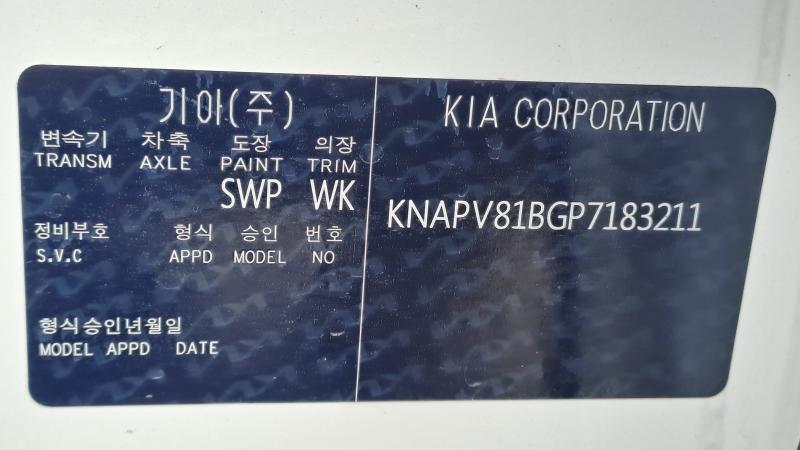 기아(주)
변속기 차축 도장 의장
TRANSM AXLE PAINT TRIM
SWP WK
정비부호 형식 승인 번호
S.V.C APPD MODEL NO
형식승인년월일
MODEL APPD DATE
KIA CORPORATION
KNAPV81BGP7183211